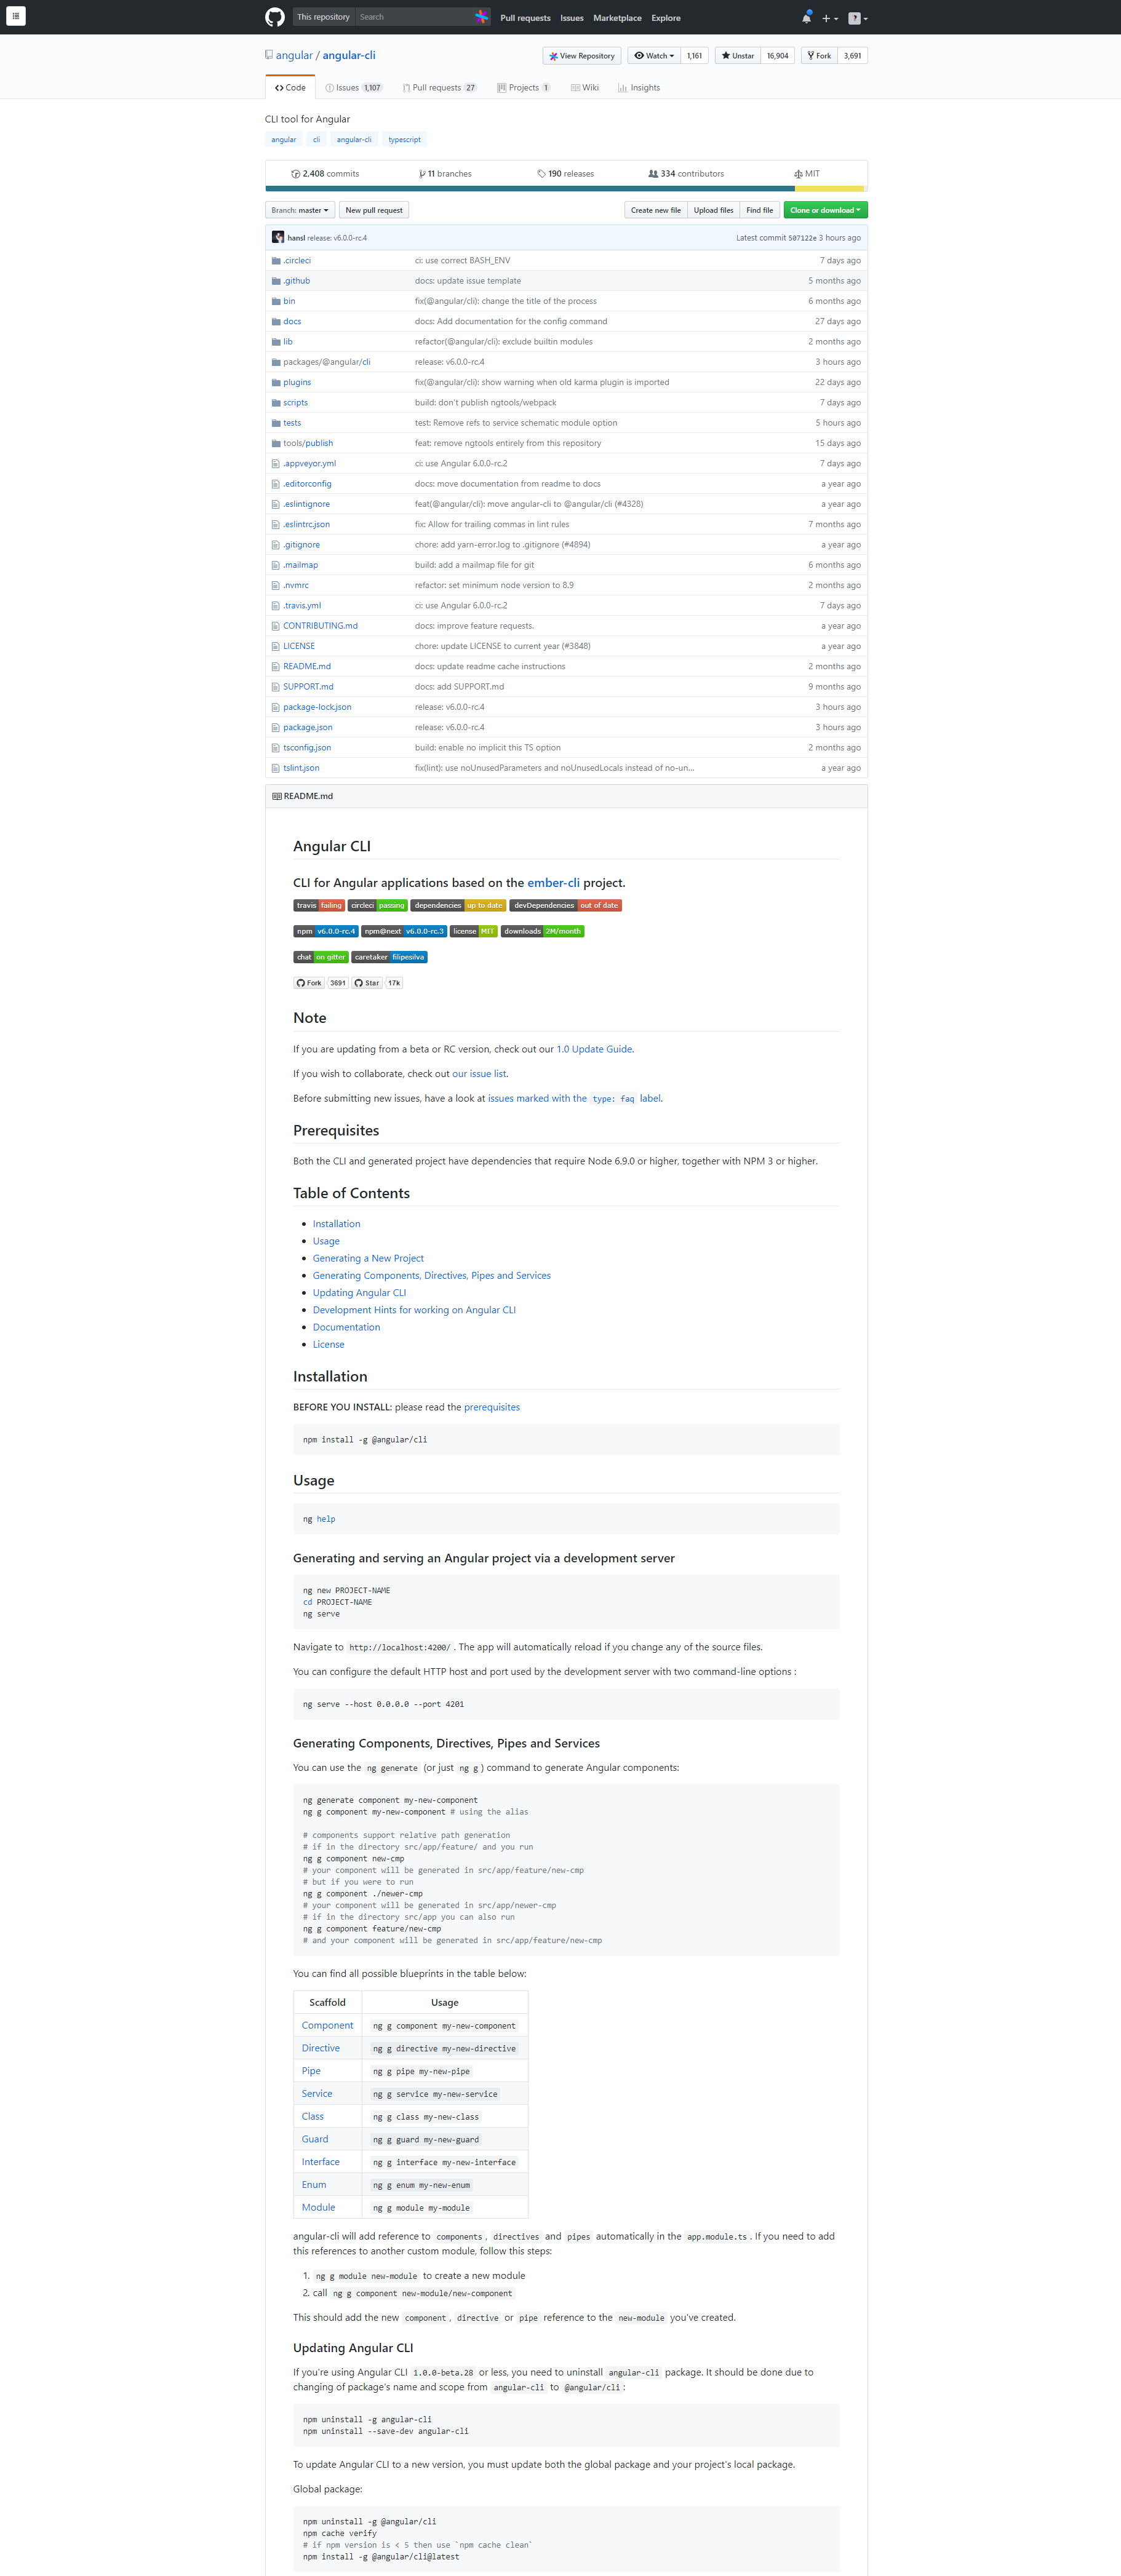 This repository Search Pull requests Issues Marketplace Explore
angular / angular-cli View Repository Watch 1,161 Unstar 16,904 Fork 3,691
Code Issues 1,107 Pull requests 27 Projects 1 Wiki Insights
CLI tool for Angular
angular cli angular-cli typescript
2,408 commits 11 branches 190 releases 334 contributors MIT
Branch: master New pull request Create new file Upload files Find file Clone or download
hansl release: v6.0.0-rc.4 Latest commit 507122e 3 hours ago
.circleci ci: use correct BASH_ENV 7 days ago
.github docs: update issue template 5 months ago
bin fix(@angular/cli): change the title of the process 6 months ago
docs docs: Add documentation for the config command 27 days ago
lib refactor(@angular/cli): exclude builtin modules 2 months ago
packages/@angular/cli release: v6.0.0-rc.4 3 hours ago
plugins fix(@angular/cli): show warning when old karma plugin is imported 22 days ago
scripts build: don't publish ngtools/webpack 7 days ago
tests test: Remove refs to service schematic module option 5 hours ago
tools/publish feat: remove ngtools entirely from this repository 15 days ago
.appveyor.yml ci: use Angular 6.0.0-rc.2 7 days ago
.editorconfig docs: move documentation from readme to docs a year ago
.eslintignore feat(@angular/cli): move angular-cli to @angular/cli (#4328) a year ago
.eslintrc.json fix: Allow for trailing commas in lint rules 7 months ago
.gitignore chore: add yarn-error.log to .gitignore (#4894) a year ago
.mailmap build: add a mailmap file for git 6 months ago
.nvmrc refactor: set minimum node version to 8.9 2 months ago
.travis.yml ci: use Angular 6.0.0-rc.2 7 days ago
CONTRIBUTING.md docs: improve feature requests. a year ago
LICENSE chore: update LICENSE to current year (#3848) a year ago
README.md docs: update readme cache instructions 2 months ago
SUPPORT.md docs: add SUPPORT.md 9 months ago
package-lock.json release: v6.0.0-rc.4 3 hours ago
package.json release: v6.0.0-rc.4 3 hours ago
tsconfig.json build: enable no implicit this TS option 2 months ago
tslint.json fix(lint): use noUnusedParameters and noUnusedLocals instead of no-un... a year ago
README.md
Angular CLI
CLI for Angular applications based on the ember-cli project.
travis failing circleci passing dependencies up to date devDependencies out of date
npm v6.0.0-rc.4 npm@next v6.0.0-rc.3 license MIT downloads 2M/month
chat on gitter caretaker filipesilva
Fork 3691 Star 17k
Note
If you are updating from a beta or RC version, check out our 1.0 Update Guide.
If you wish to collaborate, check out our issue list.
Before submitting new issues, have a look at issues marked with the type: faq label.
Prerequisites
Both the CLI and generated project have dependencies that require Node 6.9.0 or higher, together with NPM 3 or higher.
Table of Contents
• Installation
• Usage
• Generating a New Project
• Generating Components, Directives, Pipes and Services
• Updating Angular CLI
• Development Hints for working on Angular CLI
• Documentation
• License
Installation
BEFORE YOU INSTALL: please read the prerequisites
npm install -g @angular/cli
Usage
ng help
Generating and serving an Angular project via a development server
ng new PROJECT-NAME
cd PROJECT-NAME
ng serve
Navigate to http://localhost:4200/. The app will automatically reload if you change any of the source files.
You can configure the default HTTP host and port used by the development server with two command-line options :
ng serve --host 0.0.0.0 --port 4201
Generating Components, Directives, Pipes and Services
You can use the ng generate (or just ng g) command to generate Angular components:
ng generate component my-new-component
ng g component my-new-component # using the alias
# components support relative path generation
# if in the directory src/app/feature/ and you run
ng g component new-cmp
# your component will be generated in src/app/feature/new-cmp
# but if you were to run
ng g component ./newer-cmp
# your component will be generated in src/app/newer-cmp
# if in the directory src/app you can also run
ng g component feature/new-cmp
# and your component will be generated in src/app/feature/new-cmp
You can find all possible blueprints in the table below:
Scaffold Usage
Component ng g component my-new-component
Directive ng g directive my-new-directive
Pipe ng g pipe my-new-pipe
Service ng g service my-new-service
Class ng g class my-new-class
Guard ng g guard my-new-guard
Interface ng g interface my-new-interface
Enum ng g enum my-new-enum
Module ng g module my-module
angular-cli will add reference to components, directives and pipes automatically in the app.module.ts. If you need to add
this references to another custom module, follow this steps:
1. ng g module new-module to create a new module
2. call ng g component new-module/new-component
This should add the new component, directive or pipe reference to the new-module you've created.
Updating Angular CLI
If you're using Angular CLI 1.0.0-beta.28 or less, you need to uninstall angular-cli package. It should be done due to
changing of package's name and scope from angular-cli to @angular/cli:
npm uninstall -g angular-cli
npm uninstall --save-dev angular-cli
To update Angular CLI to a new version, you must update both the global package and your project's local package.
Global package:
npm uninstall -g @angular/cli
npm cache verify
# if npm version is < 5 then use `npm cache clean`
npm install -g @angular/cli@latest